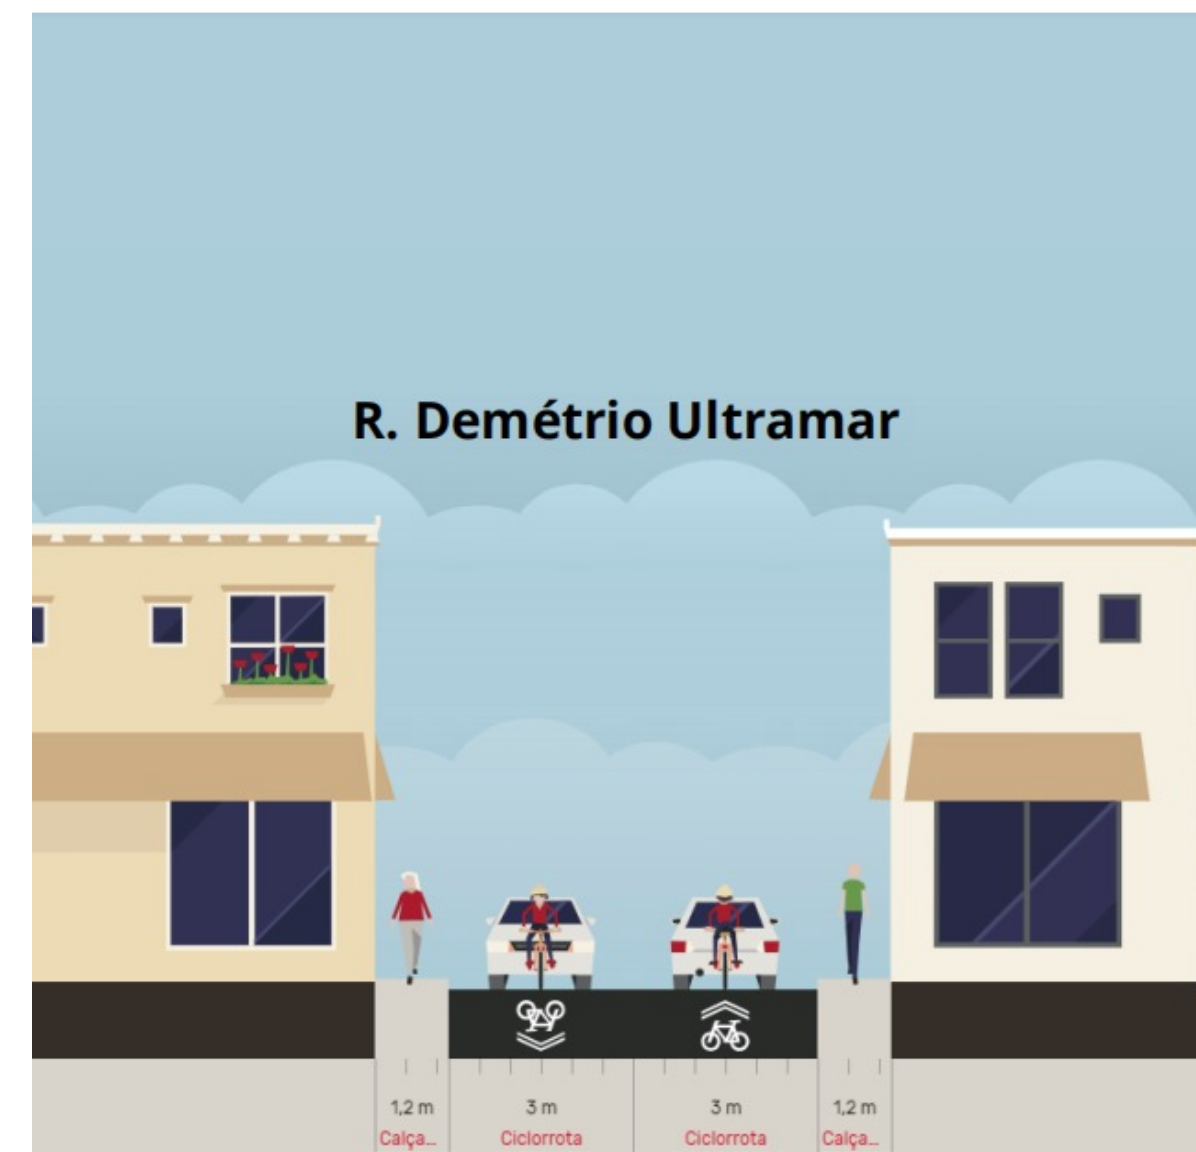 R. Demétrio Ultramar
1,2 m 3 m 3 m 1,2 m
Calça... Ciclorrota Ciclorrota Calça...